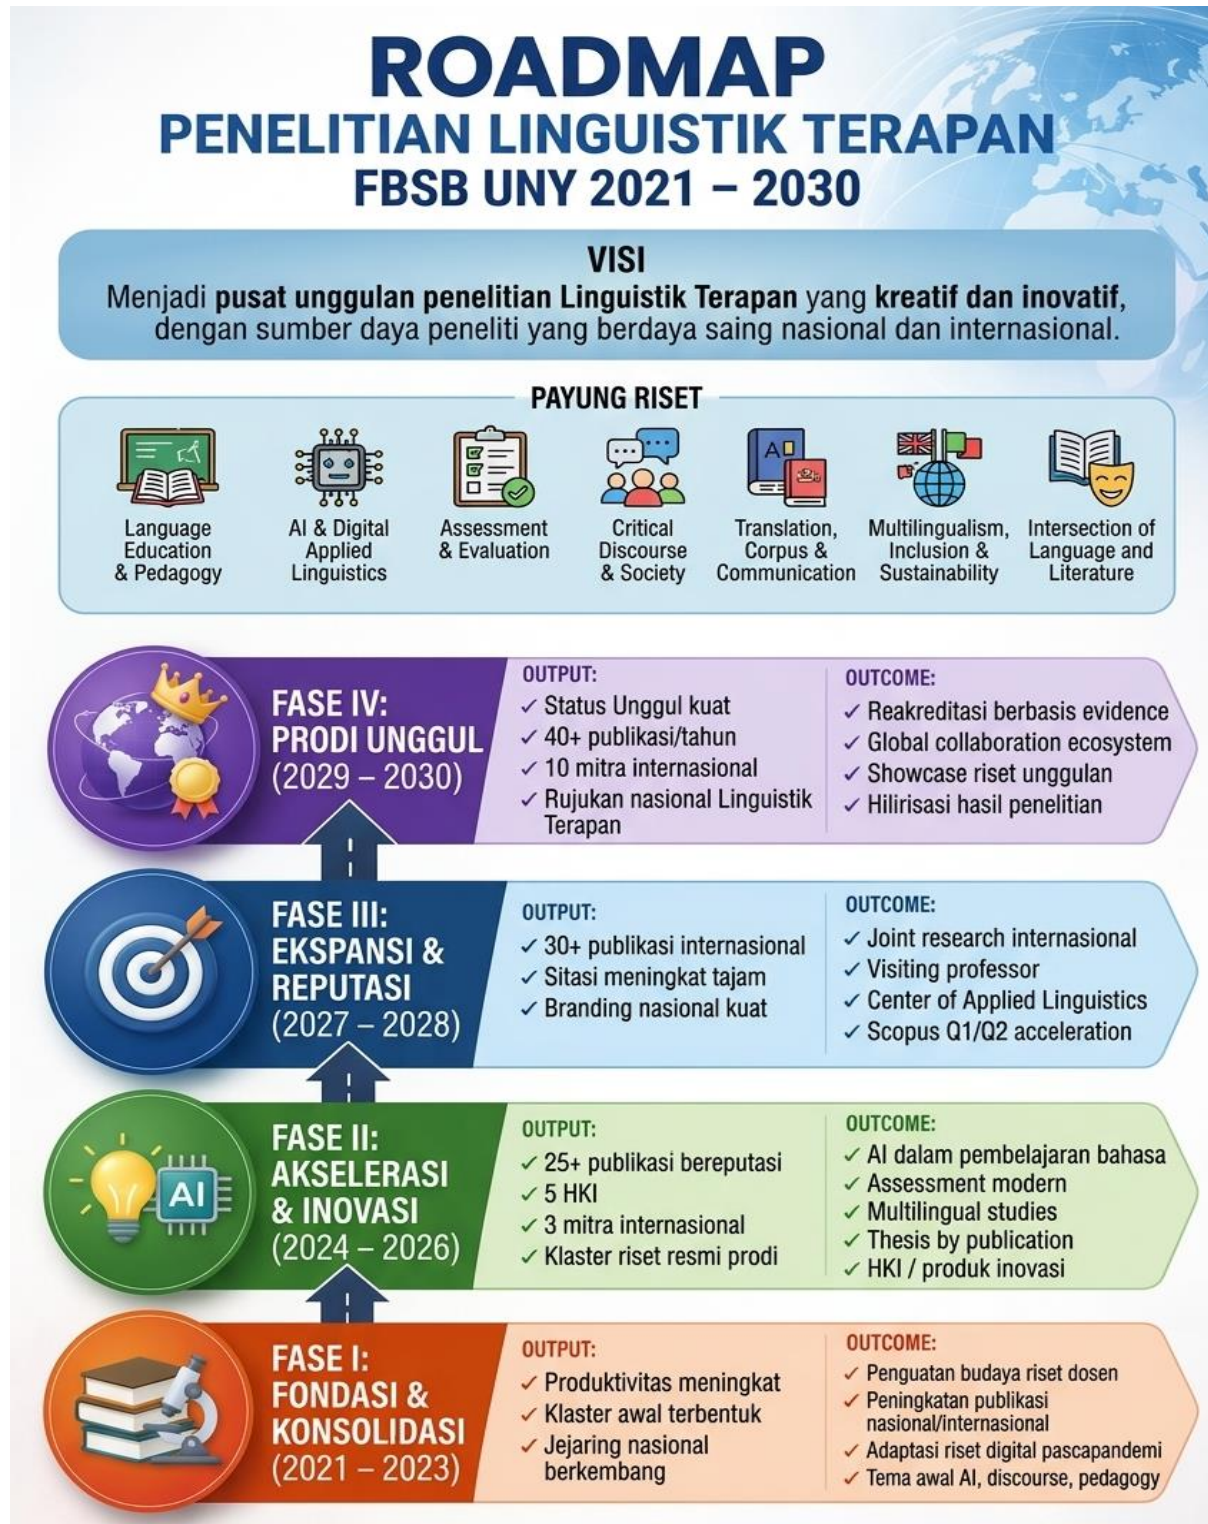 ROADMAP
PENELITIAN LINGUISTIK TERAPAN
FBSB UNY 2021 – 2030
VISI
Menjadi pusat unggulan penelitian Linguistik Terapan yang kreatif dan inovatif,
dengan sumber daya peneliti yang berdaya saing nasional dan internasional.
PAYUNG RISET
Language
Education
& Pedagogy
AI & Digital
Applied
Linguistics
Assessment
& Evaluation
Critical
Discourse
& Society
A
Translation,
Corpus &
Communication
Multilingualism,
Inclusion &
Sustainability
Intersection of
Language and
Literature
FASE IV:
PRODI UNGGUL
(2029 – 2030)
OUTPUT:
✓ Status Unggul kuat
✓ 40+ publikasi/tahun
✓ 10 mitra internasional
✓ Rujukan nasional Linguistik
Terapan
OUTCOME:
✓ Reakreditasi berbasis evidence
✓ Global collaboration ecosystem
✓ Showcase riset unggulan
✓ Hilirisasi hasil penelitian
FASE III:
EKSPANSI &
REPUTASI
(2027 – 2028)
OUTPUT:
✓ 30+ publikasi internasional
✓ Sitasi meningkat tajam
✓ Branding nasional kuat
OUTCOME:
✓ Joint research internasional
✓ Visiting professor
✓ Center of Applied Linguistics
✓ Scopus Q1/Q2 acceleration
AI
FASE II:
AKSELERASI
& INOVASI
(2024 – 2026)
OUTPUT:
✓ 25+ publikasi bereputasi
✓ 5 HKI
✓ 3 mitra internasional
✓ Klaster riset resmi prodi
OUTCOME:
✓ AI dalam pembelajaran bahasa
✓ Assessment modern
✓ Multilingual studies
✓ Thesis by publication
✓ HKI / produk inovasi
FASE I:
FONDASI &
KONSOLIDASI
(2021 – 2023)
OUTPUT:
✓ Produktivitas meningkat
✓ Klaster awal terbentuk
✓ Jejaring nasional
berkembang
OUTCOME:
✓ Penguatan budaya riset dosen
✓ Peningkatan publikasi
nasional/internasional
✓ Adaptasi riset digital pascapandemi
✓ Tema awal AI, discourse, pedagogy